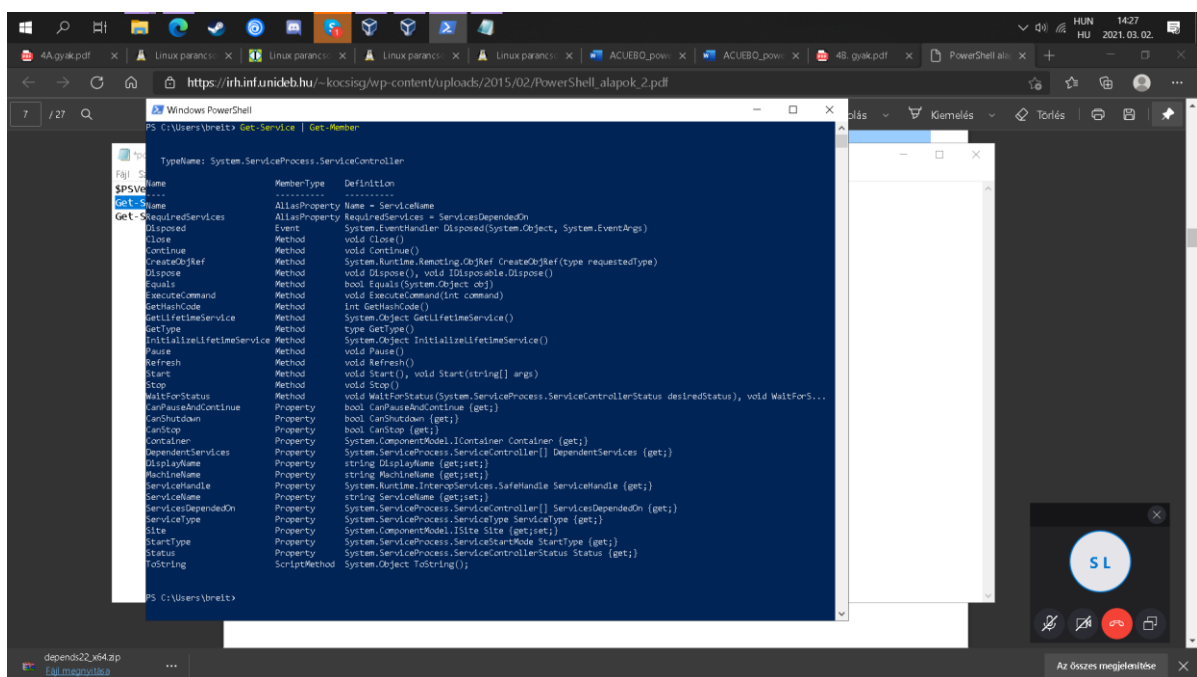 HUN 14:27
HU 2021. 03. 02.
4A.gyak.pdf Linux parancsc Linux parancsc Linux parancsc Linux parancsc ACUEBO_powe ACUEBO_powe 4B. gyak.pdf PowerShell alap
https://irh.inf.unideb.hu/~kocsisg/wp-content/uploads/2015/02/PowerShell_alapok_2.pdf
7 / 27 olás Kiemelés Törlés
Windows PowerShell
PS C:\Users\breit> Get-Service | Get-Member
TypeName: System.ServiceProcess.ServiceController
Name MemberType Definition
---- ---------- ----------
Name AliasProperty Name = ServiceName
RequiredServices AliasProperty RequiredServices = ServicesDependedOn
Disposed Event System.EventHandler Disposed(System.Object, System.EventArgs)
Close Method void Close()
Continue Method void Continue()
CreateObjRef Method System.Runtime.Remoting.ObjRef CreateObjRef(type requestedType)
Dispose Method void Dispose(), void IDisposable.Dispose()
Equals Method bool Equals(System.Object obj)
ExecuteCommand Method void ExecuteCommand(int command)
GetHashCode Method int GetHashCode()
GetLifetimeService Method System.Object GetLifetimeService()
GetType Method type GetType()
InitializeLifetimeService Method System.Object InitializeLifetimeService()
Pause Method void Pause()
Refresh Method void Refresh()
Start Method void Start(), void Start(string[] args)
Stop Method void Stop()
WaitForStatus Method void WaitForStatus(System.ServiceProcess.ServiceControllerStatus desiredStatus), void WaitForS...
CanPauseAndContinue Property bool CanPauseAndContinue {get;}
CanShutdown Property bool CanShutdown {get;}
CanStop Property bool CanStop {get;}
Container Property System.ComponentModel.IContainer Container {get;}
DependentServices Property System.ServiceProcess.ServiceController[] DependentServices {get;}
DisplayName Property string DisplayName {get;set;}
MachineName Property string MachineName {get;set;}
ServiceHandle Property System.Runtime.InteropServices.SafeHandle ServiceHandle {get;}
ServiceName Property string ServiceName {get;set;}
ServicesDependedOn Property System.ServiceProcess.ServiceController[] ServicesDependedOn {get;}
ServiceType Property System.ServiceProcess.ServiceType ServiceType {get;}
Site Property System.ComponentModel.ISite Site {get;set;}
StartType Property System.ServiceProcess.ServiceStartMode StartType {get;}
Status Property System.ServiceProcess.ServiceControllerStatus Status {get;}
ToString ScriptMethod System.Object ToString();
PS C:\Users\breit>
*po
Fájl Sz
$PSVe
Get-S
Get-S
S L
depends22_x64.zip
Fájl megnyitása
Az összes megjelenítése